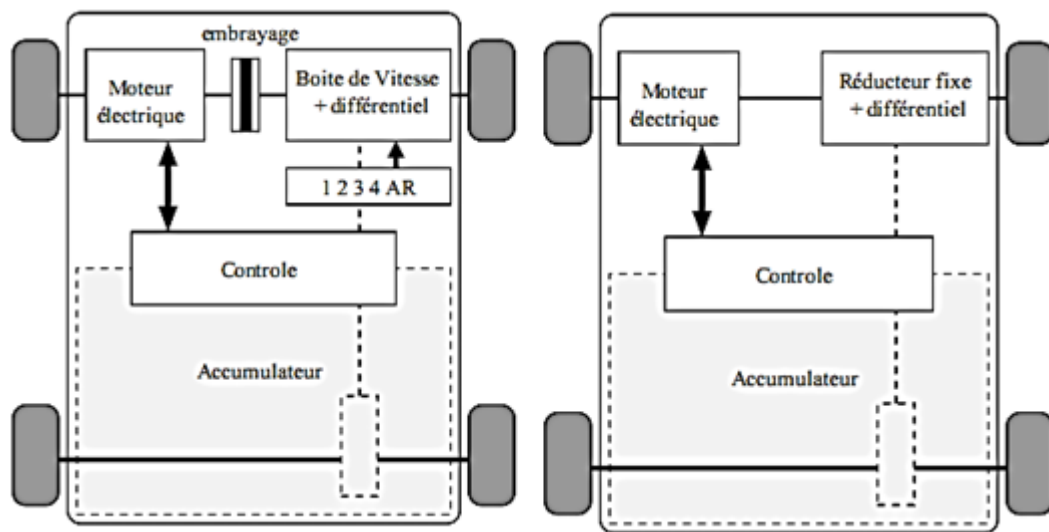 embrayage
Moteur
électrique
Boite de Vitesse
+ différentiel
1 2 3 4 AR
Controle
Accumulateur
Moteur
électrique
Réducteur fixe
+ différentiel
Controle
Accumulateur